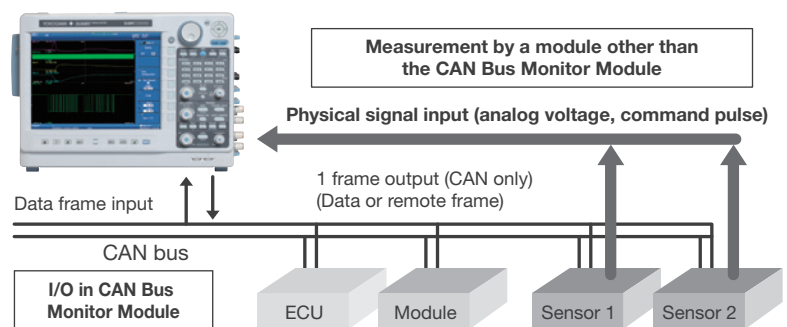 YOKOGAWA
Measurement by a module other than
the CAN Bus Monitor Module
Physical signal input (analog voltage, command pulse)
1 frame output (CAN only)
(Data or remote frame)
Data frame input
CAN bus
I/O in CAN Bus
Monitor Module
ECU
Module
Sensor 1
Sensor 2